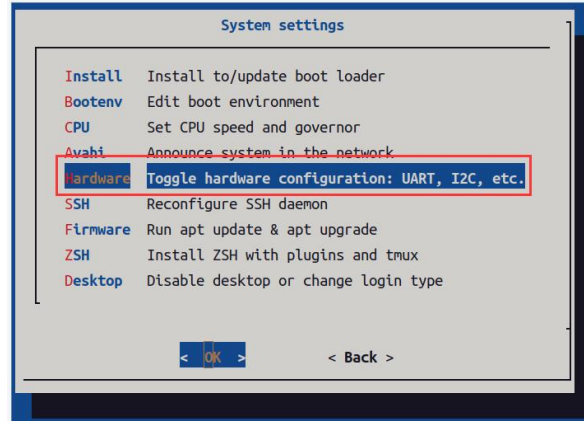 System settings
Install Install to/update boot loader
Bootenv Edit boot environment
CPU Set CPU speed and governor
Avahi Announce system in the network
Hardware Toggle hardware configuration: UART, I2C, etc.
SSH Reconfigure SSH daemon
Firmware Run apt update & apt upgrade
ZSH Install ZSH with plugins and tmux
Desktop Disable desktop or change login type
< OK > < Back >